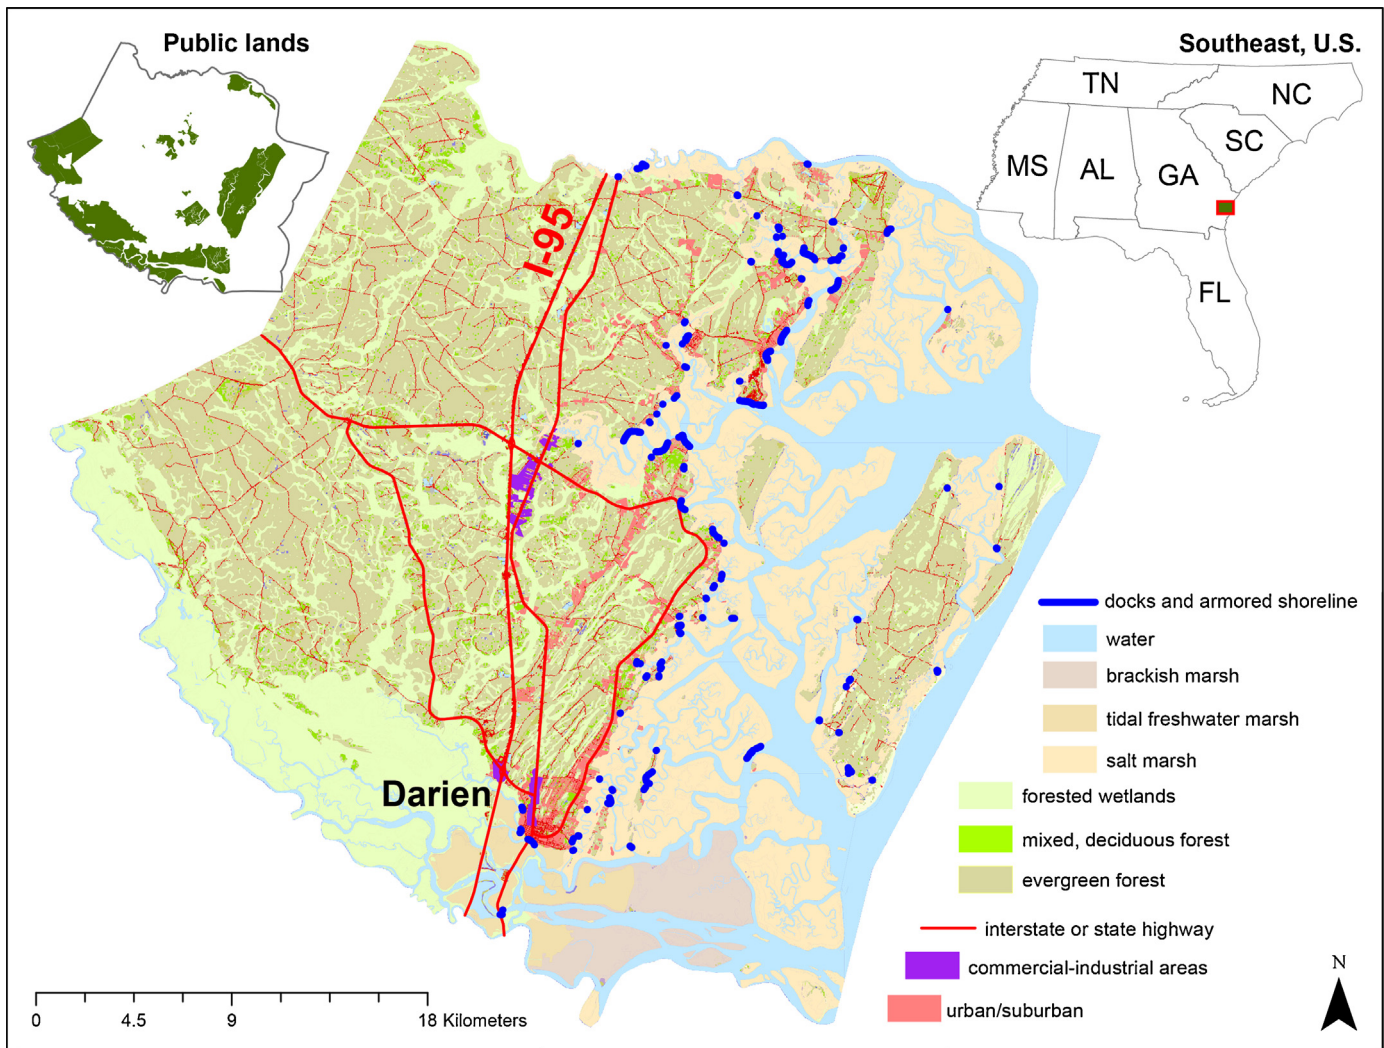 Public lands
Southeast, U.S.
TN
NC
SC
MS
AL
GA
FL
I-95
Darien
docks and armored shoreline
water
brackish marsh
tidal freshwater marsh
salt marsh
forested wetlands
mixed, deciduous forest
evergreen forest
interstate or state highway
commercial-industrial areas
urban/suburban
N
0 4.5 9 18 Kilometers